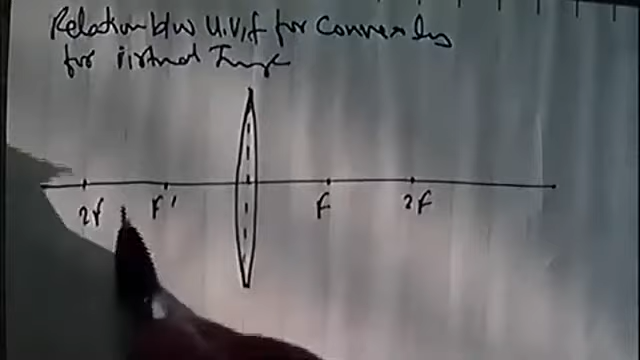 Relation b/w U.V,f for Convex
for virtual Image
2f F' F 2F